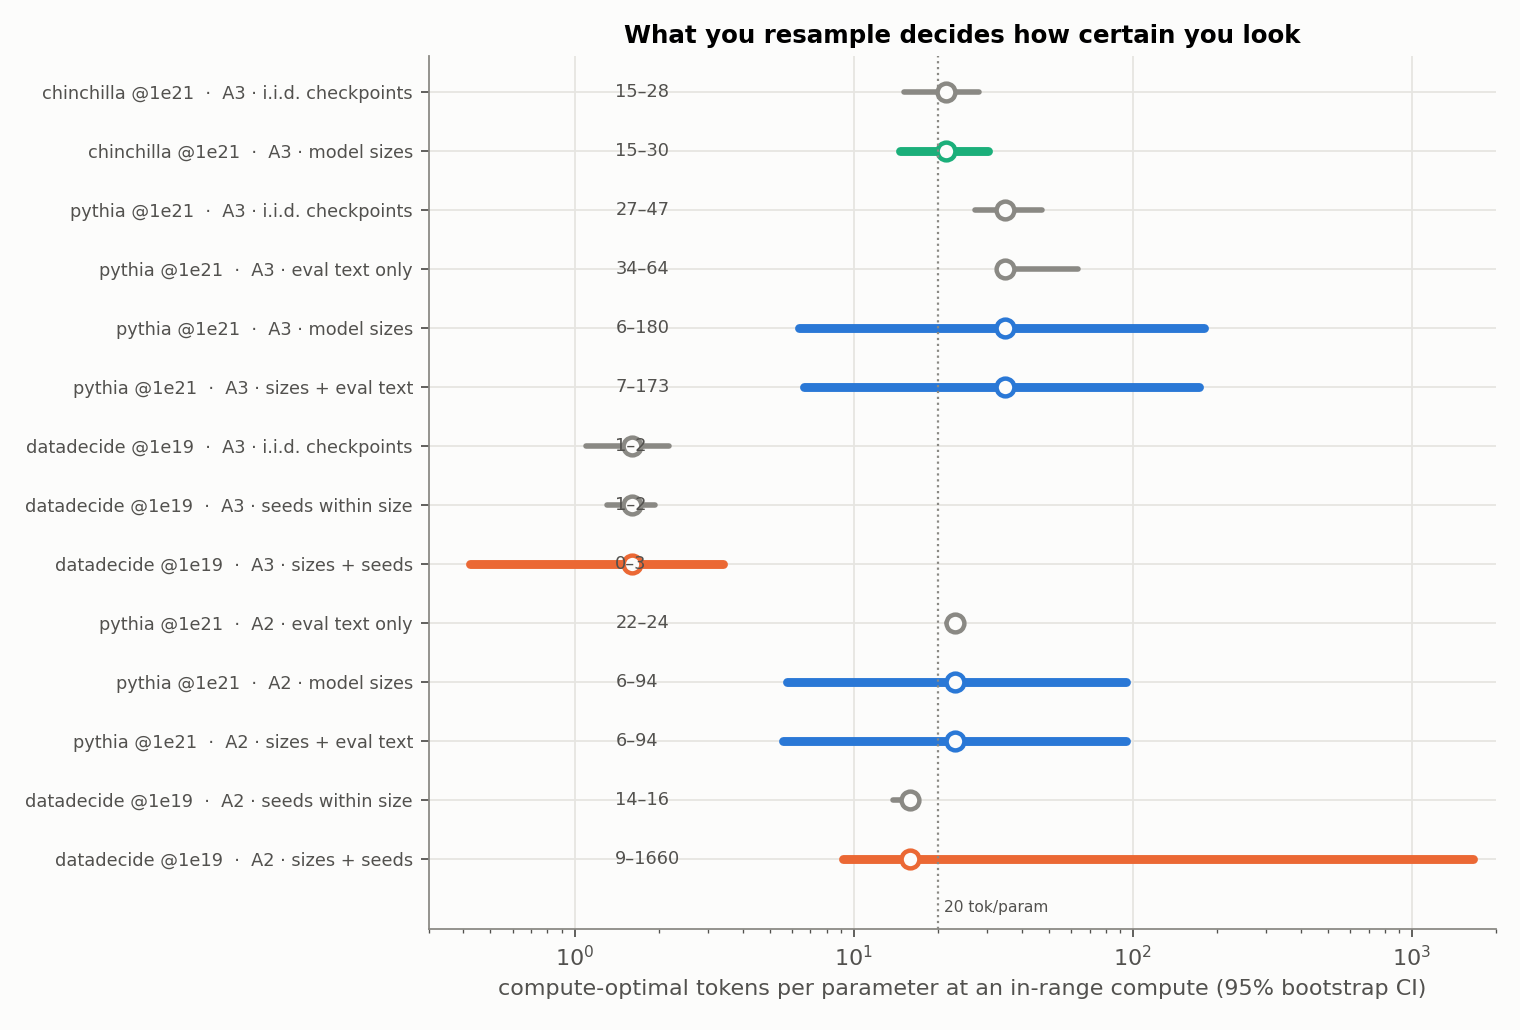 What you resample decides how certain you look
chinchilla @1e21 · A3 · i.i.d. checkpoints 15–28
chinchilla @1e21 · A3 · model sizes 15–30
pythia @1e21 · A3 · i.i.d. checkpoints 27–47
pythia @1e21 · A3 · eval text only 34–64
pythia @1e21 · A3 · model sizes 6–180
pythia @1e21 · A3 · sizes + eval text 7–173
datadecide @1e19 · A3 · i.i.d. checkpoints 1–2
datadecide @1e19 · A3 · seeds within size 1–2
datadecide @1e19 · A3 · sizes + seeds 0–3
pythia @1e21 · A2 · eval text only 22–24
pythia @1e21 · A2 · model sizes 6–94
pythia @1e21 · A2 · sizes + eval text 6–94
datadecide @1e19 · A2 · seeds within size 14–16
datadecide @1e19 · A2 · sizes + seeds 9–1660
20 tok/param
10⁰ 10¹ 10² 10³
compute-optimal tokens per parameter at an in-range compute (95% bootstrap CI)